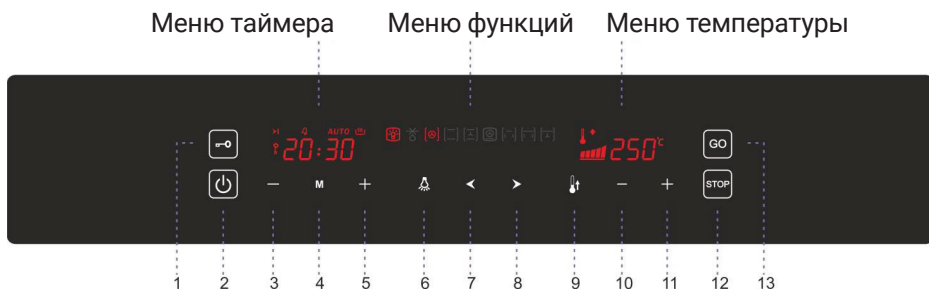 Меню таймера Меню функций Меню температуры
AUTO
20:30 250°c
GO
M STOP
1 2 3 4 5 6 7 8 9 10 11 12 13